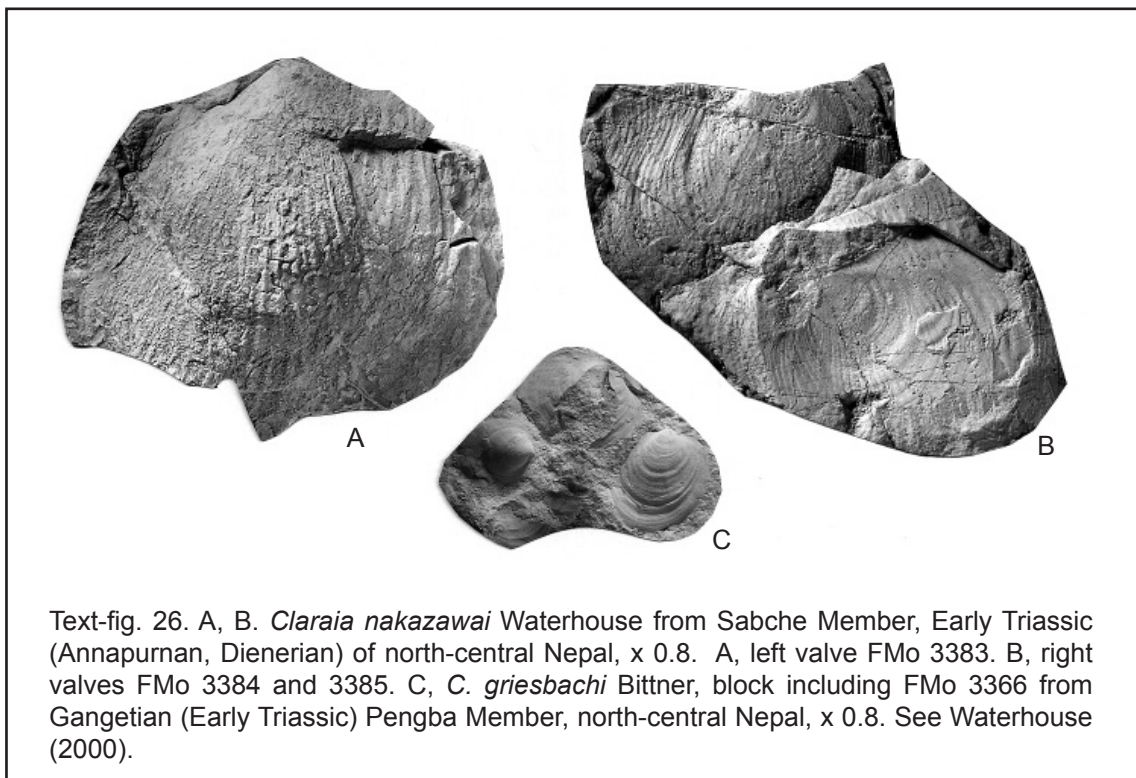 A
B
C
Text-fig. 26. A, B. Claraia nakazawai Waterhouse from Sabche Member, Early Triassic
(Annapurnan, Dienerian) of north-central Nepal, x 0.8. A, left valve FMo 3383. B, right
valves FMo 3384 and 3385. C, C. griesbachi Bittner, block including FMo 3366 from
Gangetian (Early Triassic) Pengba Member, north-central Nepal, x 0.8. See Waterhouse
(2000).